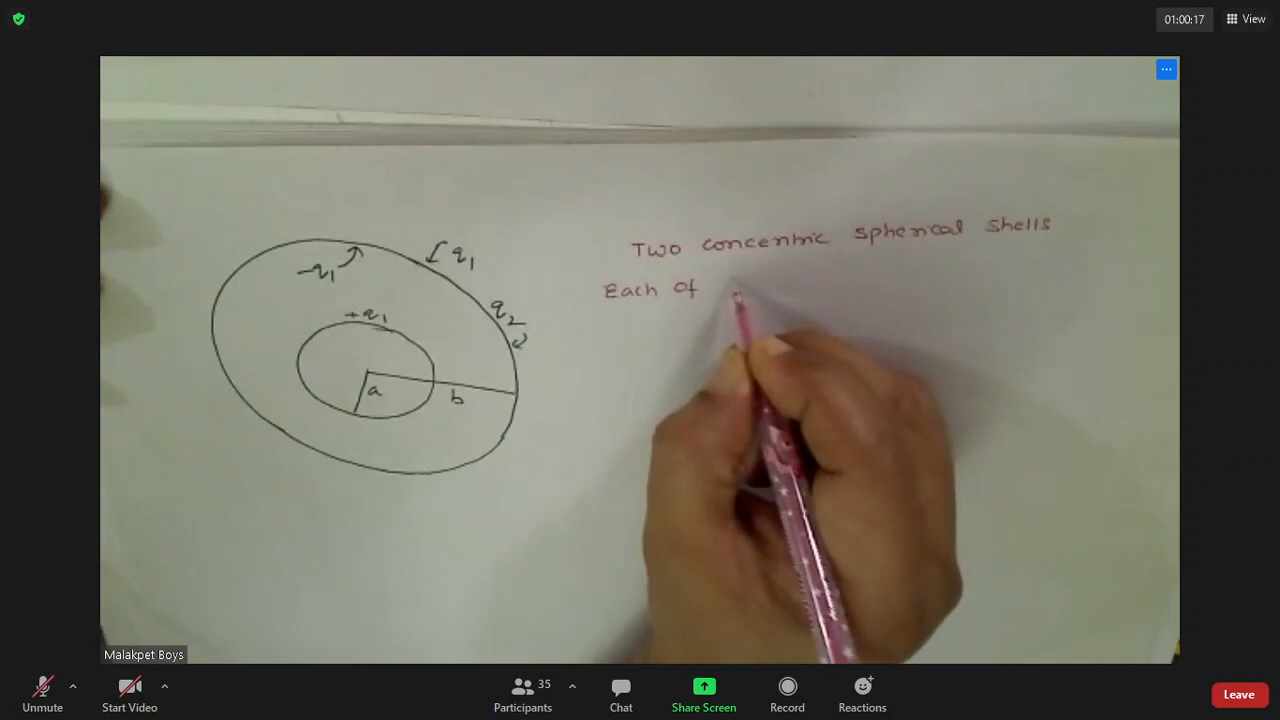 01:00:17
View
Two concentric spherical shells
Each of
q1
-q1
q2
+q1
a
b
Malakpet Boys
Unmute
Start Video
35
Participants
Chat
Share Screen
Record
Reactions
Leave